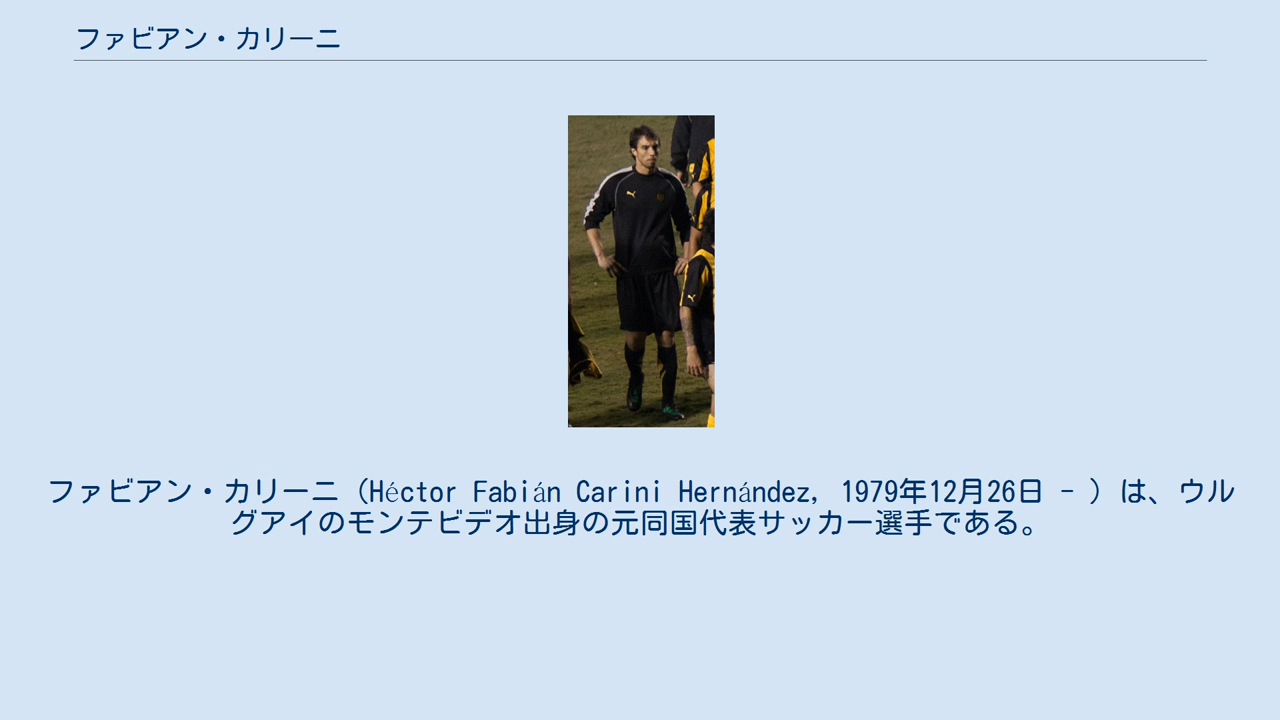 ファビアン・カリーニ
ファビアン・カリーニ（Héctor Fabián Carini Hernández, 1979年12月26日 - ）は、ウル
グアイのモンテビデオ出身の元同国代表サッカー選手である。